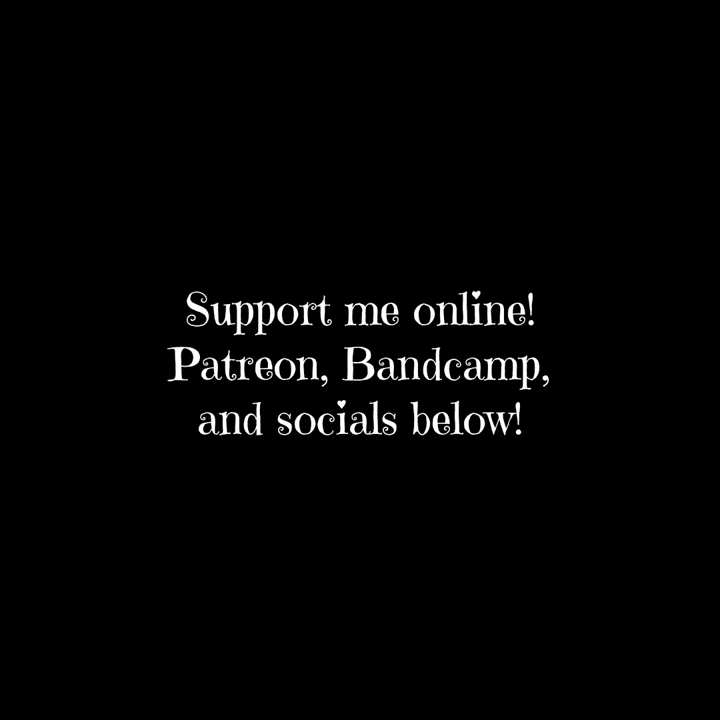 Support me online!
Patreon, Bandcamp,
and socials below!